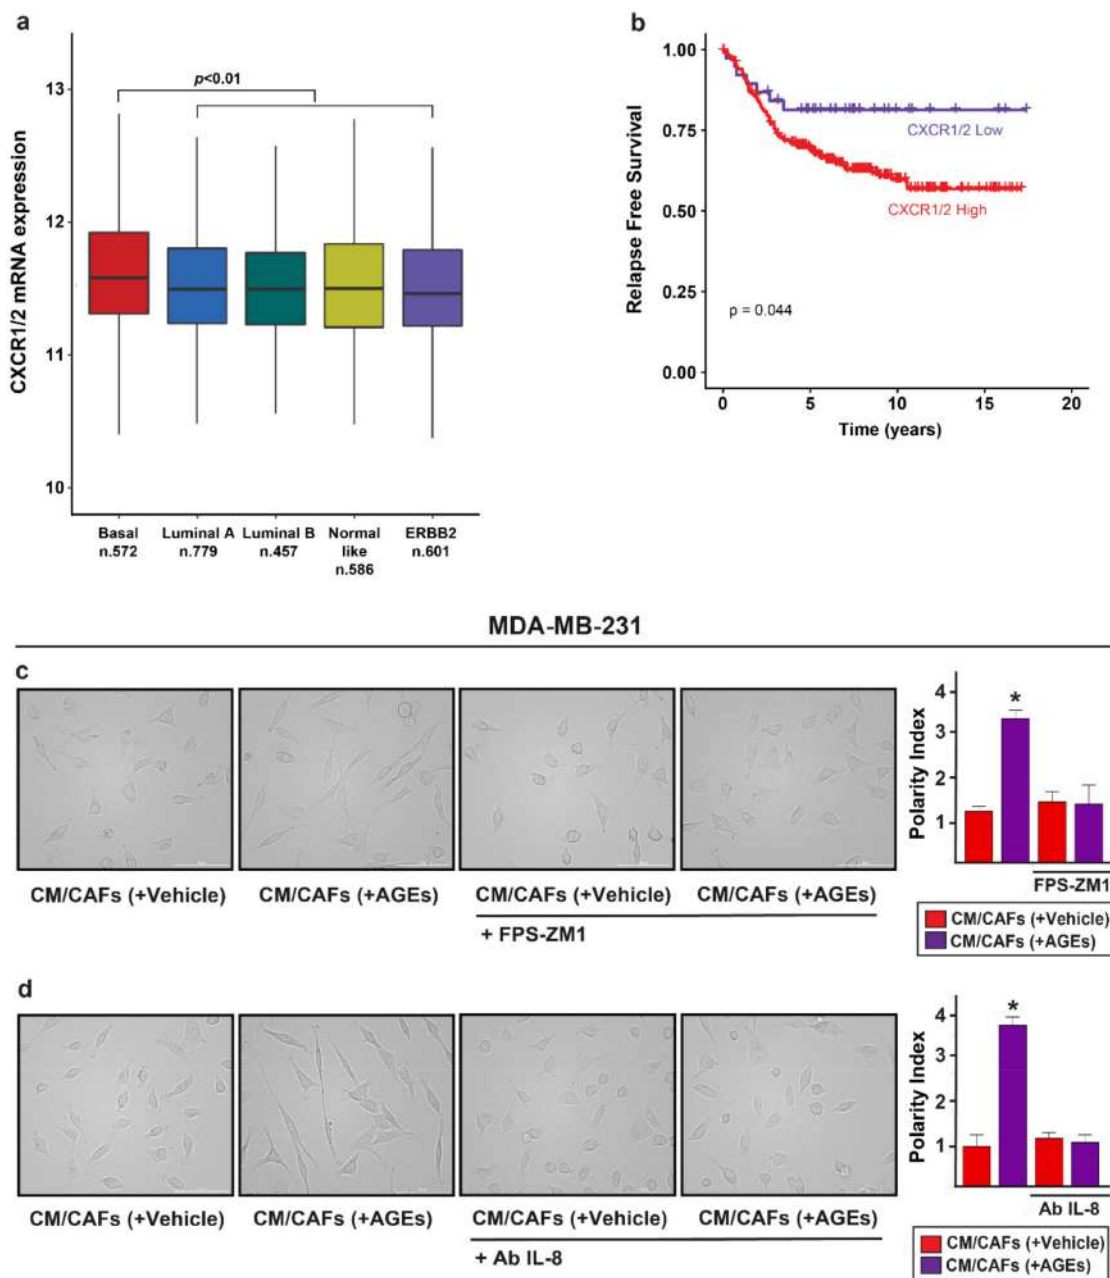 a
CXCR1/2 mRNA expression
13
12
11
10
p<0.01
Basal
n.572
Luminal A
n.779
Luminal B
n.457
Normal
like
n.586
ERBB2
n.601
b
Relapse Free Survival
1.00
0.75
0.50
0.25
0.00
CXCR1/2 Low
CXCR1/2 High
p = 0.044
0 5 10 15 20
Time (years)
MDA-MB-231
c
CM/CAFs (+Vehicle)
CM/CAFs (+AGEs)
CM/CAFs (+Vehicle)
CM/CAFs (+AGEs)
+ FPS-ZM1
Polarity Index
4
3
2
1
*
FPS-ZM1
CM/CAFs (+Vehicle)
CM/CAFs (+AGEs)
d
CM/CAFs (+Vehicle)
CM/CAFs (+AGEs)
CM/CAFs (+Vehicle)
CM/CAFs (+AGEs)
+ Ab IL-8
Polarity Index
4
3
4
1
*
Ab IL-8
CM/CAFs (+Vehicle)
CM/CAFs (+AGEs)